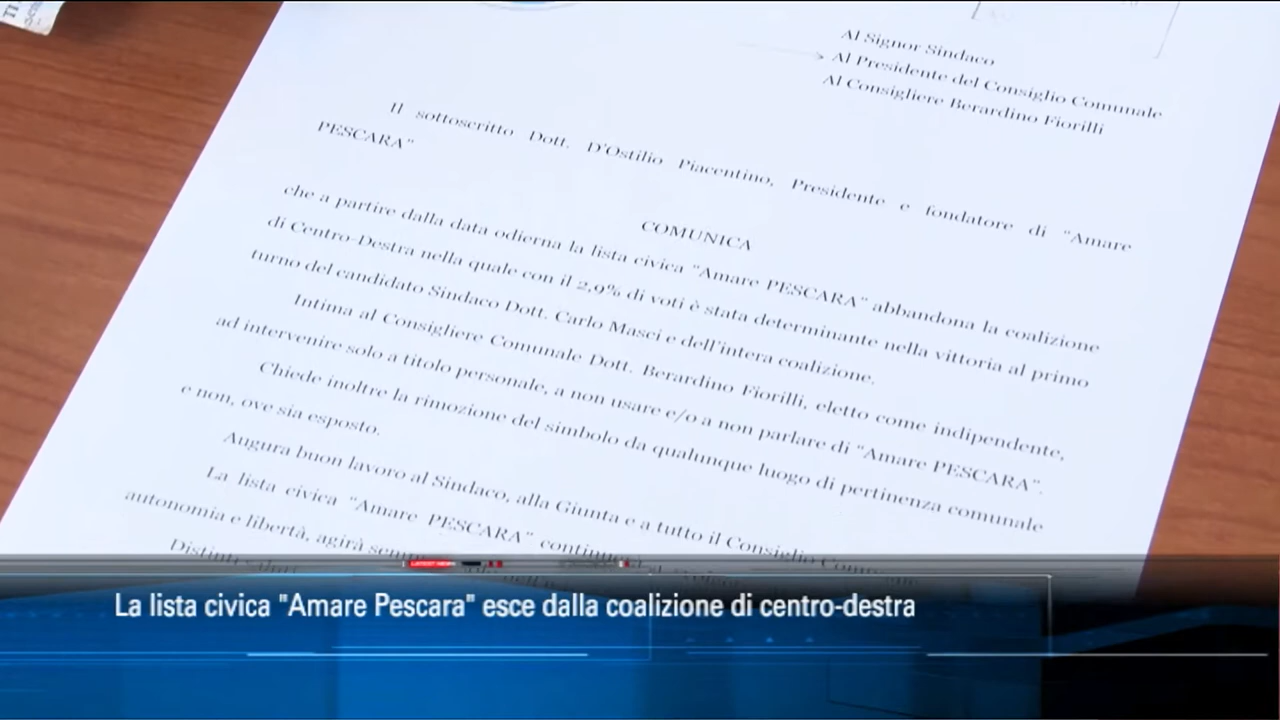 Al Signor Sindaco
Al Presidente del Consiglio Comunale
Al Consigliere Berardino Fiorilli
Il sottoscritto Dott. D'Ostilio Piacentino, Presidente e fondatore di "Amare
PESCARA"
COMUNICA
che a partire dalla data odierna la lista civica "Amare PESCARA" abbandona la coalizione
di Centro-Destra nella quale con il 2,9% di voti è stata determinante nella vittoria al primo
turno del candidato Sindaco Dott. Carlo Masci e dell'intera coalizione.
Intima al Consigliere Comunale Dott. Berardino Fiorilli, eletto come indipendente,
ad intervenire solo a titolo personale, a non usare e/o a non parlare di "Amare PESCARA".
Chiede inoltre la rimozione del simbolo da qualunque luogo di pertinenza comunale
e non, ove sia esposto.
Augura buon lavoro al Sindaco, alla Giunta e a tutto il Consiglio
La lista civica "Amare PESCARA"
autonomia e libertà, agirà
Distinti
LATEST NEWS
La lista civica "Amare Pescara" esce dalla coalizione di centro-destra